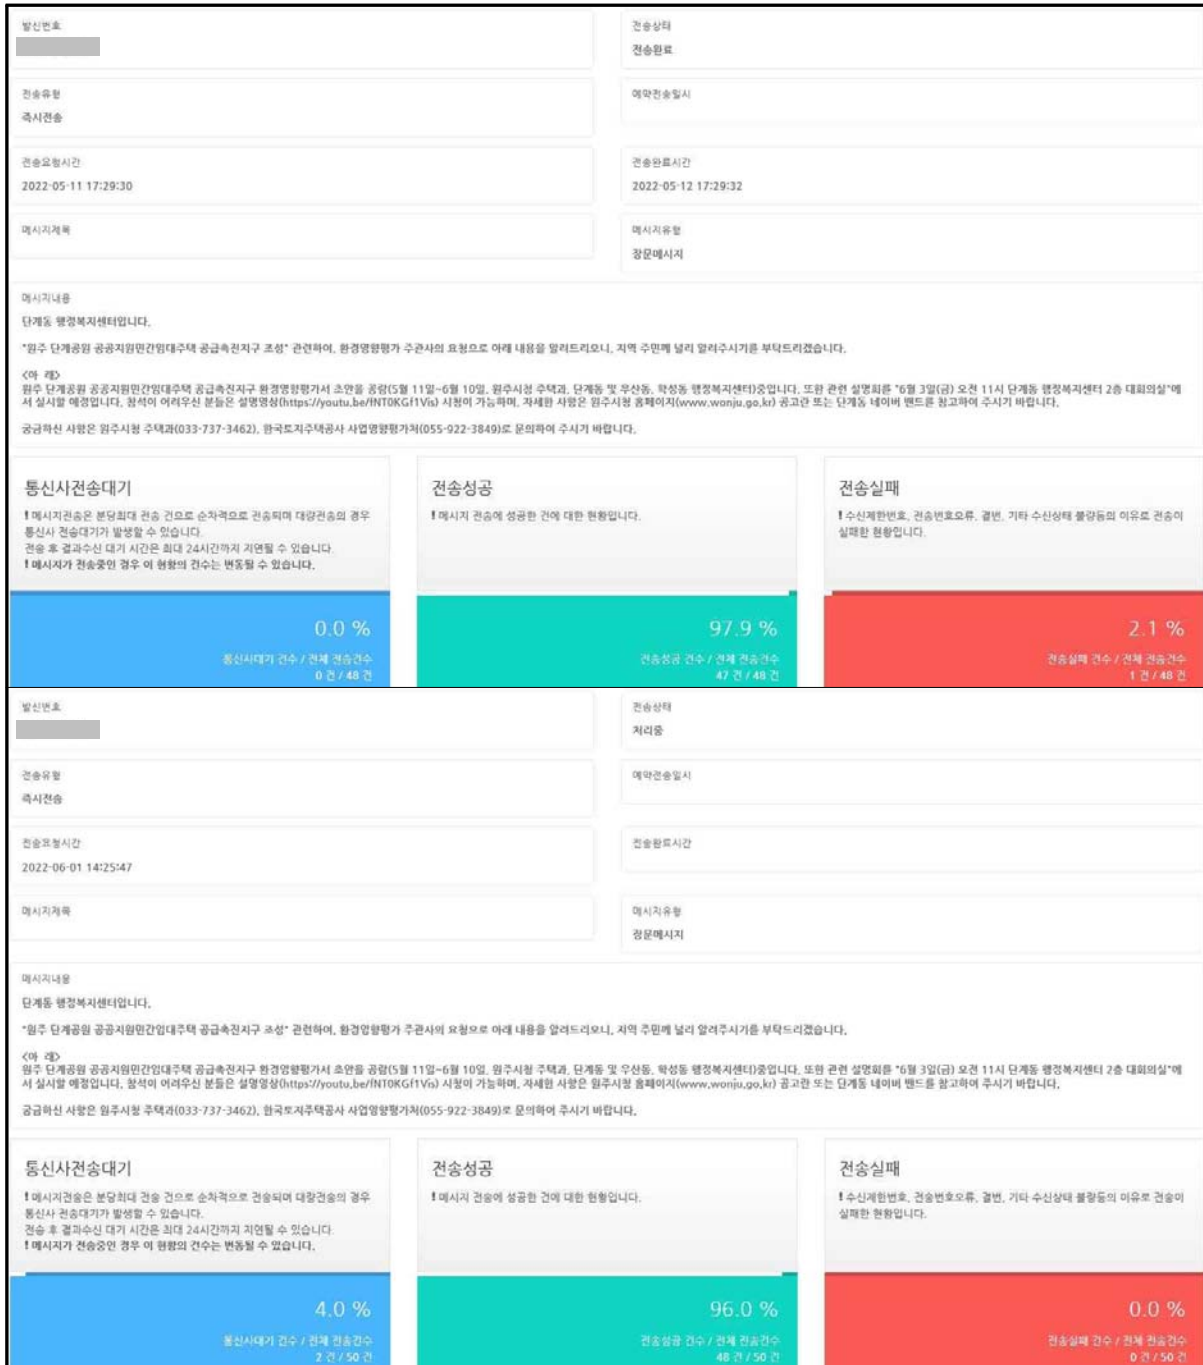 발신번호
전송상태
전송완료
전송유형
즉시전송
예약전송일시
전송요청시간
2022-05-11 17:29:30
전송완료시간
2022-05-12 17:29:32
메시지제목
메시지유형
장문메시지
메시지내용
단계동 행정복지센터입니다.
"원주 단계공원 공공지원민간임대주택 공급촉진지구 조성" 관련하여, 환경영향평가 주관사의 요청으로 아래 내용을 알려드리오니, 지역 주민께 널리 알려주시기를 부탁드리겠습니다.
<아 래>
원주 단계공원 공공지원민간임대주택 공급촉진지구 환경영향평가서 초안을 공람(5월 11일~6월 10일, 원주시청 주택과, 단계동 및 우산동, 학성동 행정복지센터)중입니다. 또한 관련 설명회를 "6월 3일(금) 오전 11시 단계동 행정복지센터 2층 대회의실"에
서 실시할 예정입니다. 참석이 어려우신 분들은 설명영상(https://youtu.be/fNT0KGf1Vis) 시청이 가능하며, 자세한 사항은 원주시청 홈페이지(www.wonju.go.kr) 공고란 또는 단계동 네이버 밴드를 참고하여 주시기 바랍니다.
궁금하신 사항은 원주시청 주택과(033-737-3462), 한국토지주택공사 사업영향평가처(055-922-3849)로 문의하여 주시기 바랍니다.
통신사전송대기
! 메시지전송은 분당최대 전송 건으로 순차적으로 전송되며 대량전송의 경우
통신사 전송대기가 발생할 수 있습니다.
전송 후 결과수신 대기 시간은 최대 24시간까지 지연될 수 있습니다.
! 메시지가 전송중인 경우 이 현황의 건수는 변동될 수 있습니다.
0.0 %
통신사대기 건수 / 전체 전송건수
0 건 / 48 건
전송성공
! 메시지 전송에 성공한 건에 대한 현황입니다.
97.9 %
전송성공 건수 / 전체 전송건수
47 건 / 48 건
전송실패
! 수신제한번호, 전송번호오류, 결번, 기타 수신상태 불량등의 이유로 전송이
실패한 현황입니다.
2.1 %
전송실패 건수 / 전체 전송건수
1 건 / 48 건
발신번호
전송상태
처리중
전송유형
즉시전송
예약전송일시
전송요청시간
2022-06-01 14:25:47
전송완료시간
메시지제목
메시지유형
장문메시지
메시지내용
단계동 행정복지센터입니다.
"원주 단계공원 공공지원민간임대주택 공급촉진지구 조성" 관련하여, 환경영향평가 주관사의 요청으로 아래 내용을 알려드리오니, 지역 주민께 널리 알려주시기를 부탁드리겠습니다.
<아 래>
원주 단계공원 공공지원민간임대주택 공급촉진지구 환경영향평가서 초안을 공람(5월 11일~6월 10일, 원주시청 주택과, 단계동 및 우산동, 학성동 행정복지센터)중입니다. 또한 관련 설명회를 "6월 3일(금) 오전 11시 단계동 행정복지센터 2층 대회의실"에
서 실시할 예정입니다. 참석이 어려우신 분들은 설명영상(https://youtu.be/fNT0KGf1Vis) 시청이 가능하며, 자세한 사항은 원주시청 홈페이지(www.wonju.go.kr) 공고란 또는 단계동 네이버 밴드를 참고하여 주시기 바랍니다.
궁금하신 사항은 원주시청 주택과(033-737-3462), 한국토지주택공사 사업영향평가처(055-922-3849)로 문의하여 주시기 바랍니다.
통신사전송대기
! 메시지전송은 분당최대 전송 건으로 순차적으로 전송되며 대량전송의 경우
통신사 전송대기가 발생할 수 있습니다.
전송 후 결과수신 대기 시간은 최대 24시간까지 지연될 수 있습니다.
! 메시지가 전송중인 경우 이 현황의 건수는 변동될 수 있습니다.
4.0 %
통신사대기 건수 / 전체 전송건수
2 건 / 50 건
전송성공
! 메시지 전송에 성공한 건에 대한 현황입니다.
96.0 %
전송성공 건수 / 전체 전송건수
48 건 / 50 건
전송실패
! 수신제한번호, 전송번호오류, 결번, 기타 수신상태 불량등의 이유로 전송이
실패한 현황입니다.
0.0 %
전송실패 건수 / 전체 전송건수
0 건 / 50 건